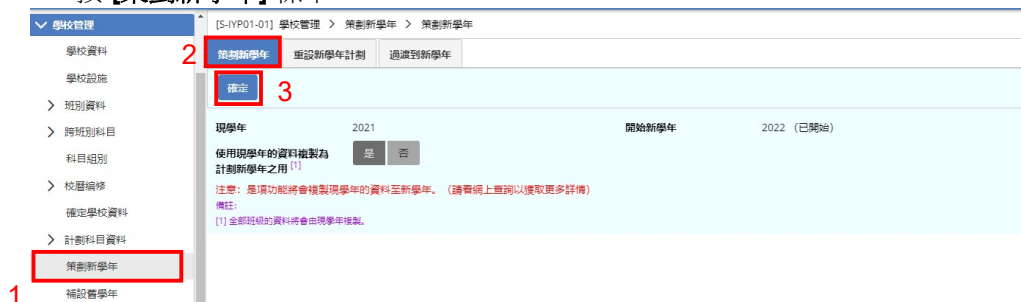 學校管理
學校資料
學校設施
班別資料
跨班別科目
科目組別
校曆編修
確定學校資料
計劃科目資料
1
策劃新學年
補設舊學年
[S-IYP01-01] 學校管理 > 策劃新學年 > 策劃新學年
2 策劃新學年 重設新學年計劃 過渡到新學年
確定 3
現學年 2021 開始新學年 2022 (已開始)
使用現學年的資料複製為 是 否
計劃新學年之用 [1]
注意: 是項功能將會複製現學年的資料至新學年。 (請看網上查詢以獲取更多詳情)
備註:
[1] 全部班級的資料將會由現學年複製。